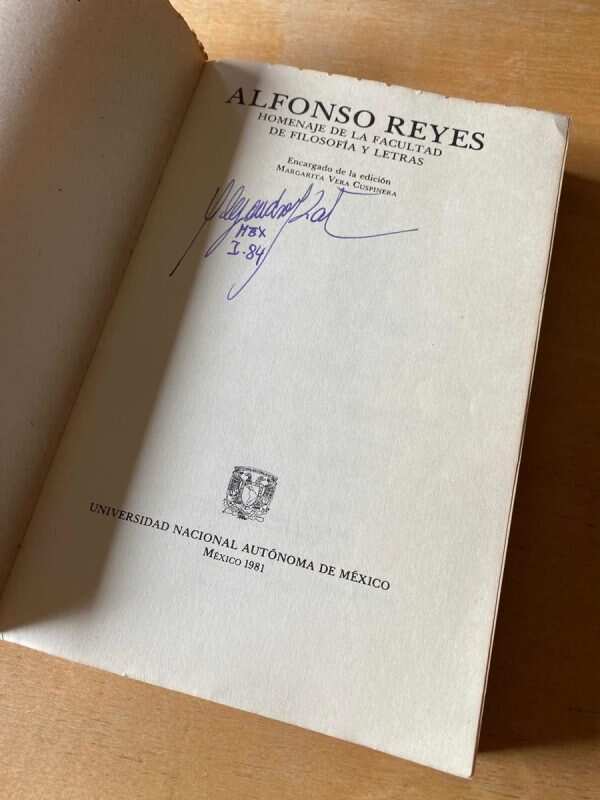 ALFONSO REYES
HOMENAJE DE LA FACULTAD
DE FILOSOFÍA Y LETRAS
Encargado de la edición
MARGARITA VERA CUSPINERA
MEX
I-84
UNIVERSIDAD NACIONAL AUTÓNOMA DE MÉXICO
MÉXICO 1981